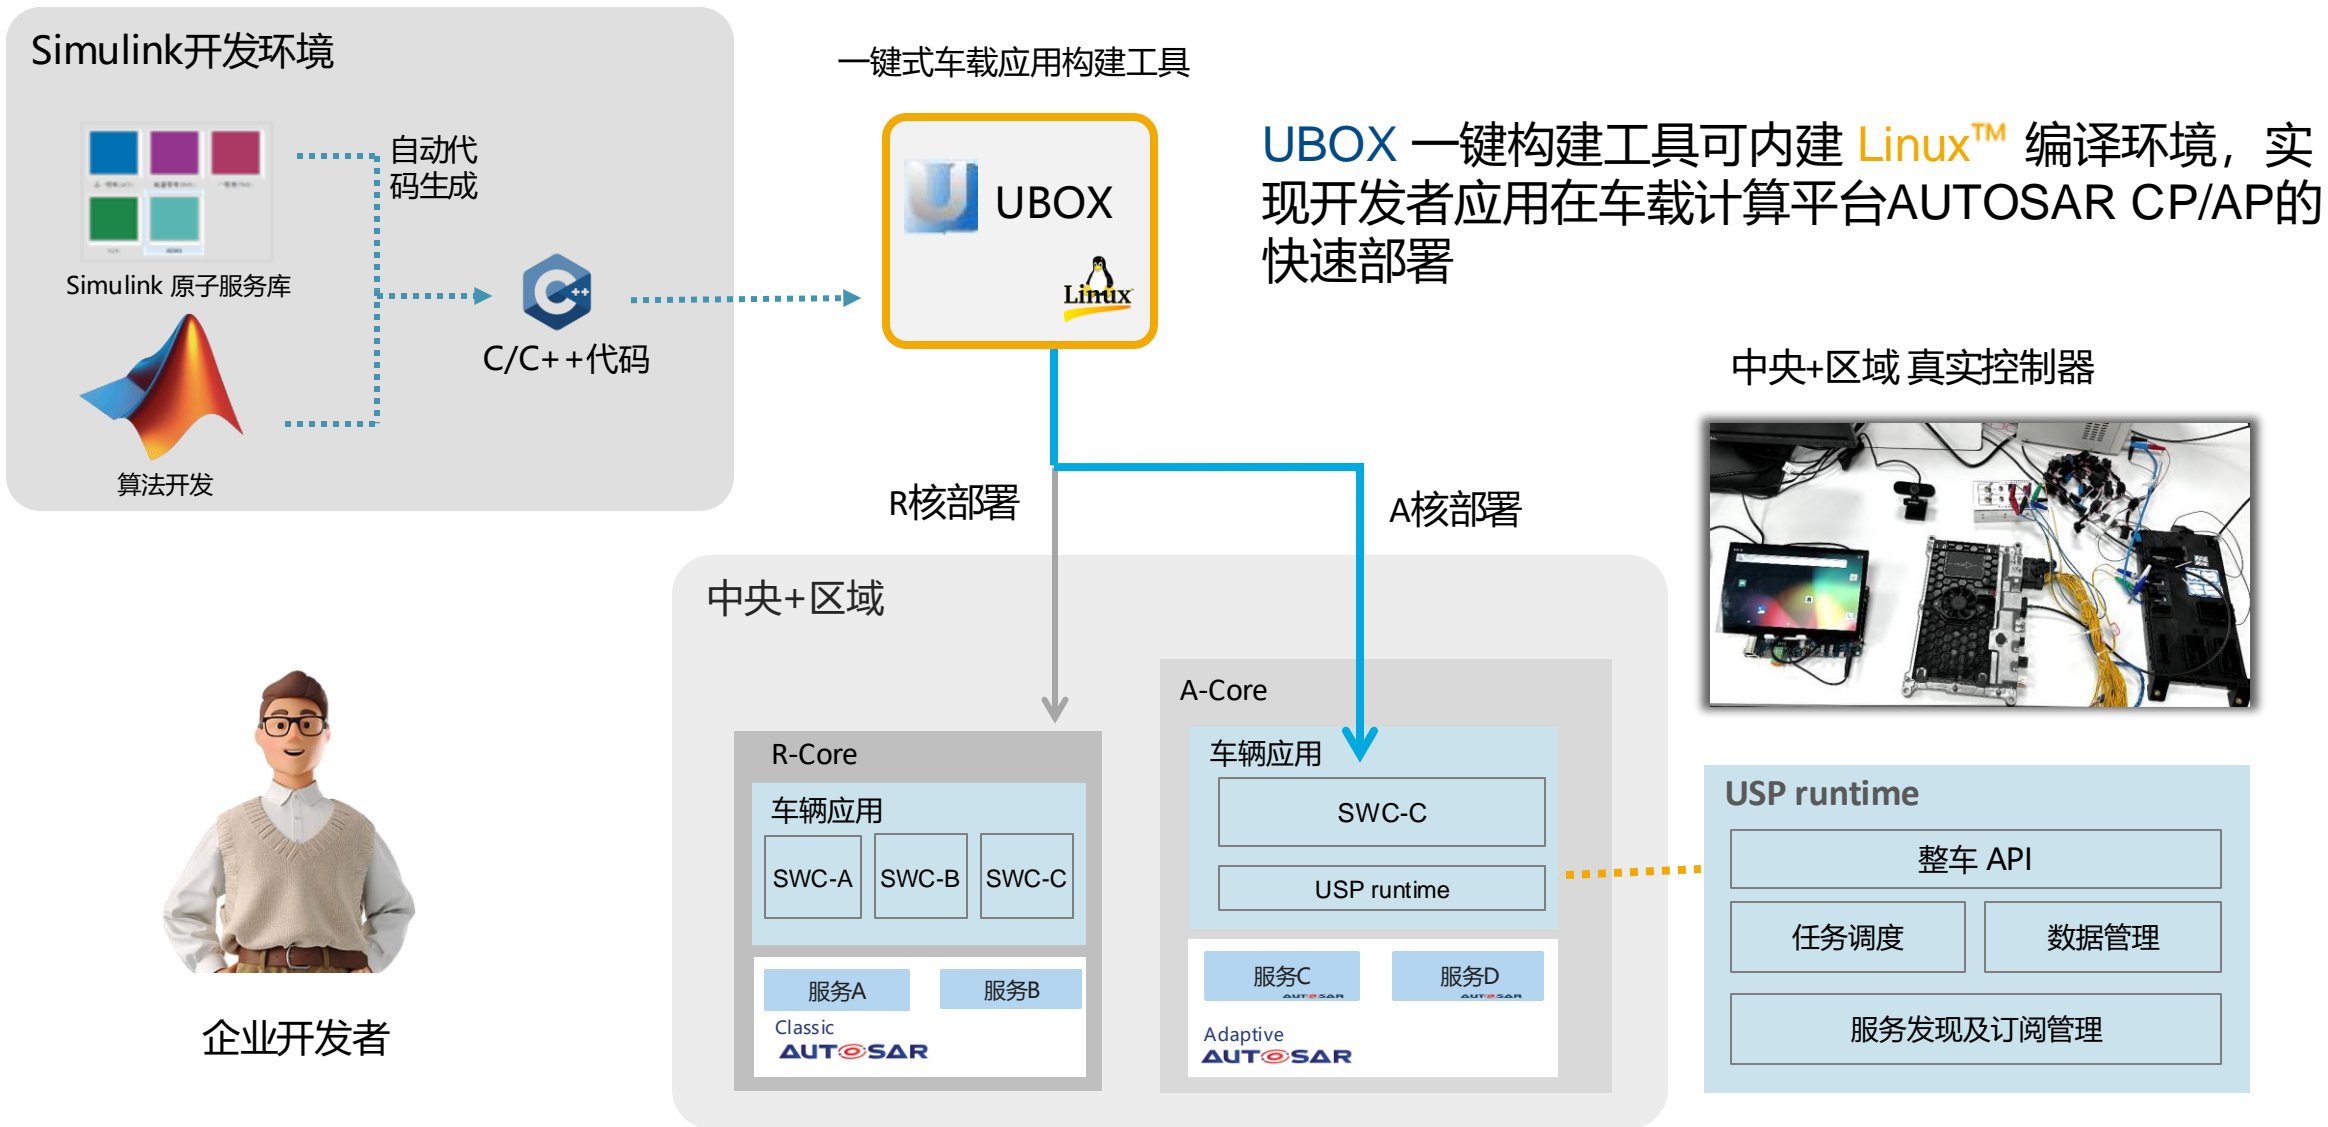 Simulink开发环境
自动代
码生成
Simulink 原子服务库
C/C++代码
算法开发
一键式车载应用构建工具
UBOX
Linux
UBOX 一键构建工具可内建 Linux™ 编译环境，实
现开发者应用在车载计算平台AUTOSAR CP/AP的
快速部署
中央+区域 真实控制器
R核部署
A核部署
中央+区域
R-Core
车辆应用
SWC-A
SWC-B
SWC-C
服务A
服务B
Classic
AUTOSAR
A-Core
车辆应用
SWC-C
USP runtime
服务C
AUTOSAR
服务D
AUTOSAR
Adaptive
AUTOSAR
USP runtime
整车 API
任务调度
数据管理
服务发现及订阅管理
企业开发者